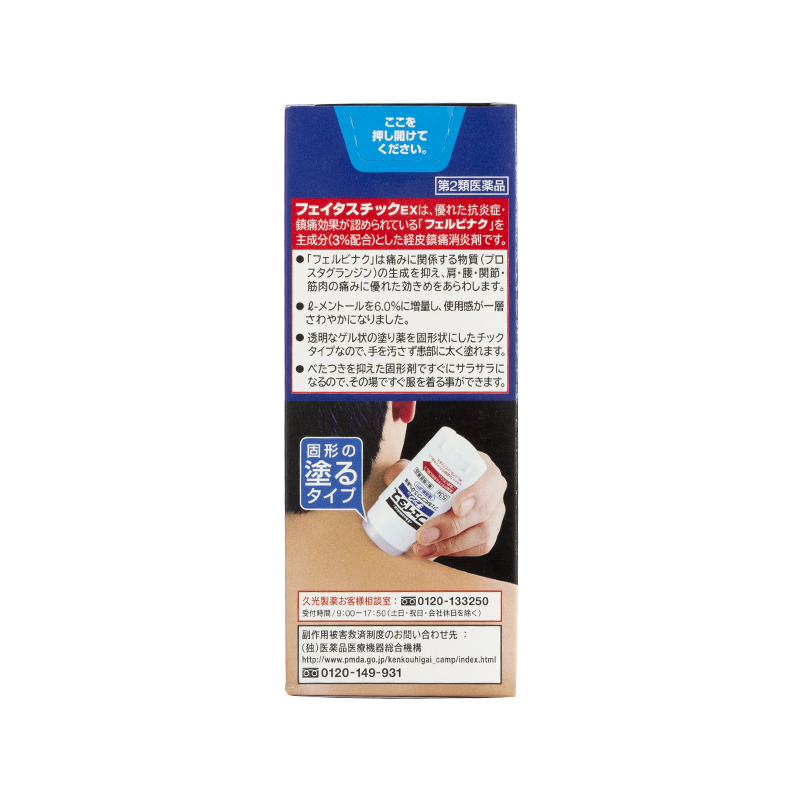 ここを
押し開けて
ください。
第2類医薬品
フェイタスチックEXは、優れた抗炎症・
鎮痛効果が認められている「フェルビナク」を
主成分(3%配合)とした経皮鎮痛消炎剤です。
●「フェルビナク」は痛みに関係する物質(プロ
スタグランジン)の生成を抑え、肩・腰・関節・
筋肉の痛みに優れた効きめをあらわします。
●ℓ-メントールを6.0%に増量し、使用感が一層
さわやかになりました。
●透明なゲル状の塗り薬を固形状にしたチック
タイプなので、手を汚さず患部に太く塗れます。
●べたつきを抑えた固形剤ですぐにサラサラに
なるので、その場ですぐ服を着る事ができます。
固形の
塗る
タイプ
フェイタス
久光製薬お客様相談室:0120-133250
受付時間/9:00-17:50(土日・祝日・会社休日を除く)
副作用被害救済制度のお問い合わせ先:
(独)医薬品医療機器総合機構
http://www.pmda.go.jp/kenkouhigai_camp/index.html
0120-149-931